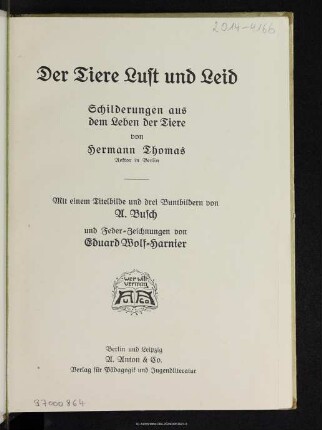 2914-4166
Der Tiere Lust und Leid
Schilderungen aus
dem Leben der Tiere
von
Hermann Thomas
Rektor in Berlin
Mit einem Titelbilde und drei Buntbildern von
A. Busch
und Feder-Zeichnungen von
Eduard Wolf-Harnier
Berlin und Leipzig
A. Anton & Co.
Verlag für Pädagogik und Jugendliteratur
97000864